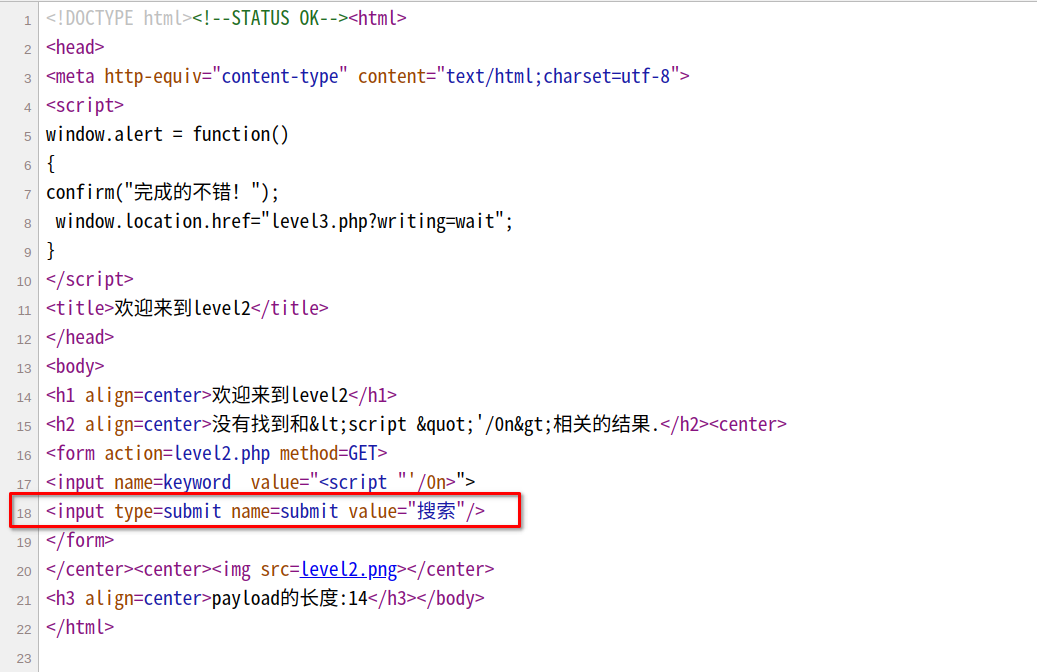 1 <!DOCTYPE html><!--STATUS OK--><html>
2 <head>
3 <meta http-equiv="content-type" content="text/html;charset=utf-8">
4 <script>
5 window.alert = function()
6 {
7 confirm("完成的不错！");
8  window.location.href="level3.php?writing=wait";
9 }
10 </script>
11 <title>欢迎来到level2</title>
12 </head>
13 <body>
14 <h1 align=center>欢迎来到level2</h1>
15 <h2 align=center>没有找到和&lt;script &quot;'/On&gt;相关的结果.</h2><center>
16 <form action=level2.php method=GET>
17 <input name=keyword  value="<script "'/On>">
18 <input type=submit name=submit value="搜索"/>
19 </form>
20 </center><center><img src=level2.png></center>
21 <h3 align=center>payload的长度:14</h3></body>
22 </html>
23